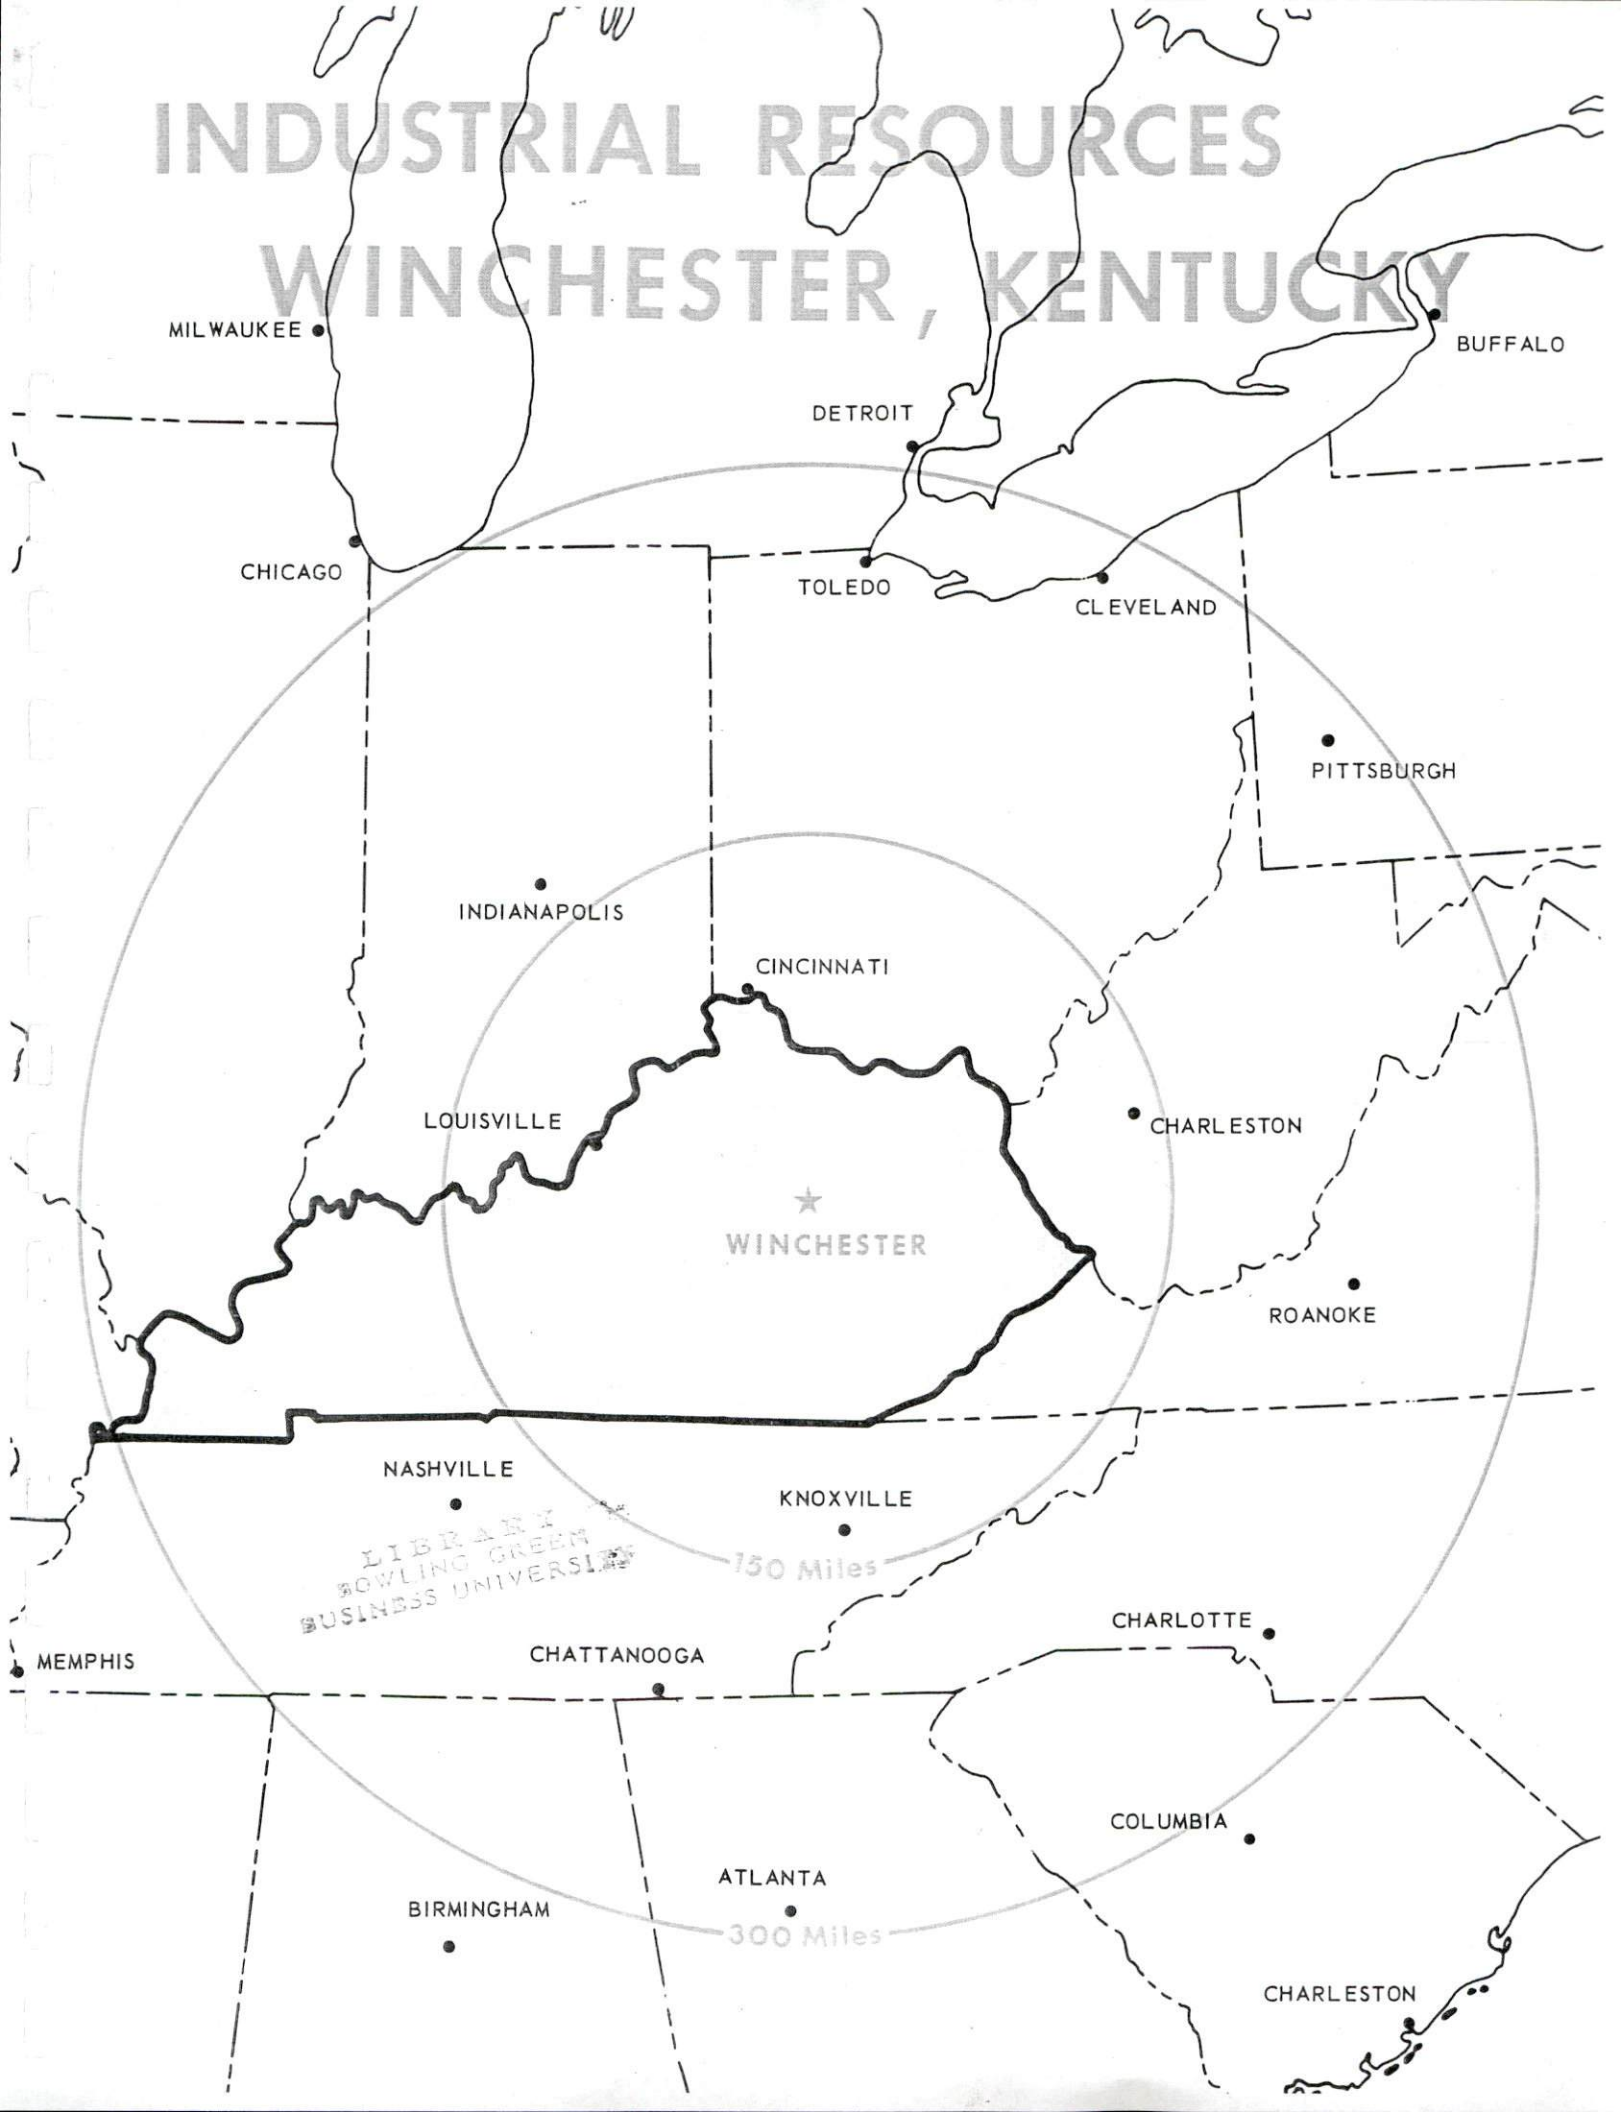 INDUSTRIAL RESOURCES
WINCHESTER, KENTUCKY
MILWAUKEE
BUFFALO
DETROIT
CHICAGO
TOLEDO
CLEVELAND
PITTSBURGH
INDIANAPOLIS
CINCINNATI
LOUISVILLE
CHARLESTON
WINCHESTER
ROANOKE
NASHVILLE
KNOXVILLE
LIBRARY
BOWLING GREEN
BUSINESS UNIVERSITY
150 Miles
CHARLOTTE
CHATTANOOGA
MEMPHIS
COLUMBIA
ATLANTA
BIRMINGHAM
300 Miles
CHARLESTON